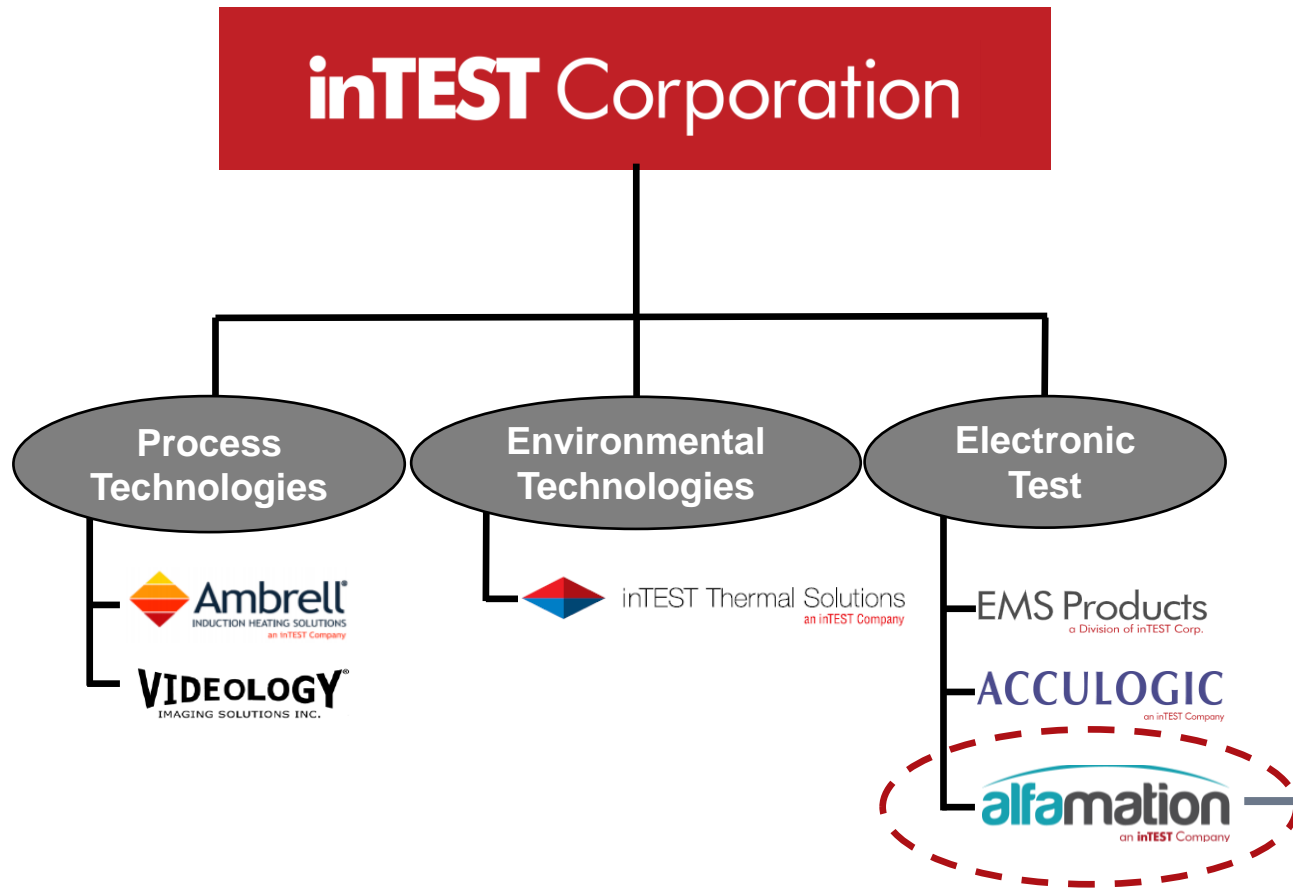 inTEST Corporation
Process
Technologies
Environmental
Technologies
Electronic
Test
Ambrell®
INDUCTION HEATING SOLUTIONS
an inTEST Company
VIDEOLOGY®
IMAGING SOLUTIONS INC.
inTEST Thermal Solutions
an inTEST Company
EMS Products
a Division of inTEST Corp.
ACCULOGIC
an inTEST Company
alfamation
an inTEST Company